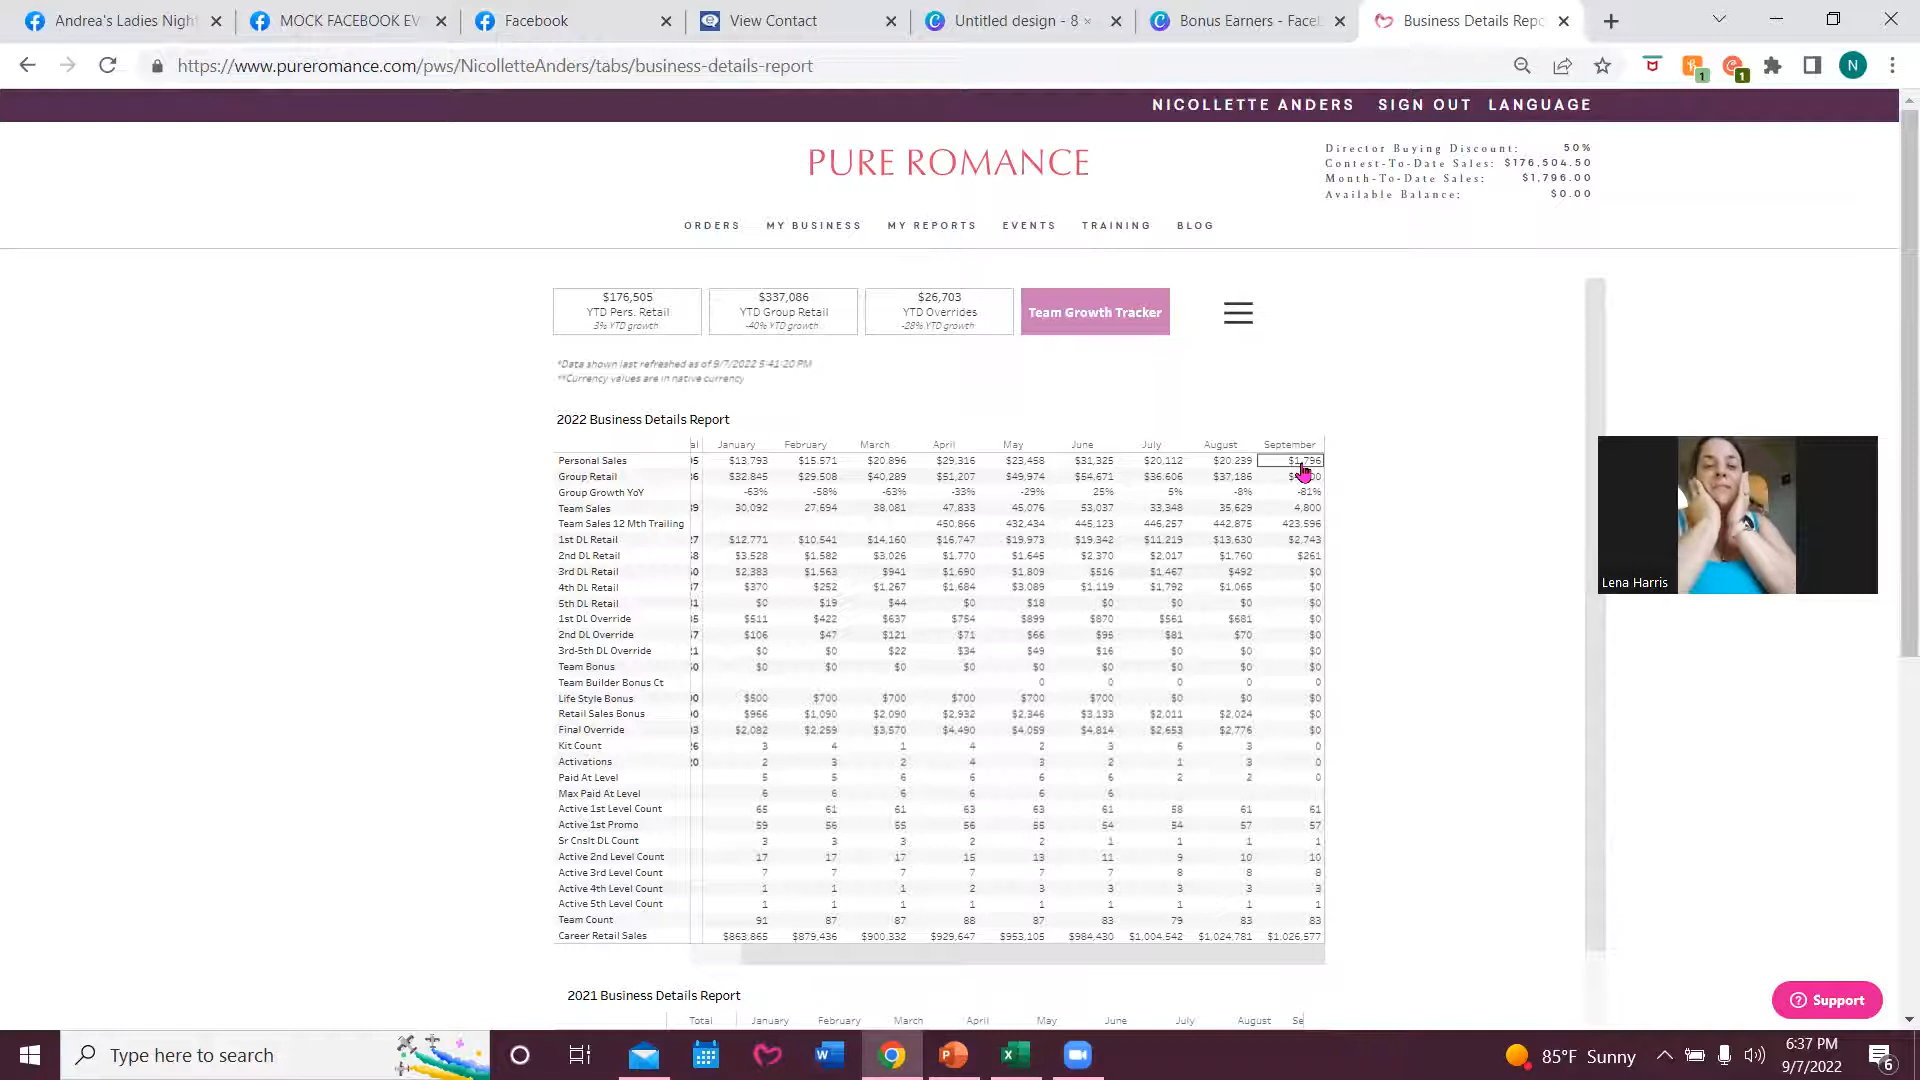 Andrea's Ladies Nigh
MOCK FACEBOOK EV
Facebook
View Contact
Untitled design - 8
Bonus Earners - Face
Business Details Repo
https://www.pureromance.com/pws/NicolletteAnders/tabs/business-details-report
1
1
N
NICOLLETTE ANDERS SIGN OUT LANGUAGE
PURE ROMANCE
Director Buying Discount: 50%
Contest-To-Date Sales: $176,504.50
Month-To-Date Sales: $1,796.00
Available Balance: $0.00
ORDERS MY BUSINESS MY REPORTS EVENTS TRAINING BLOG
$176,505
YTD Pers. Retail
3% YTD growth
$337,086
YTD Group Retail
-40% YTD growth
$26,703
YTD Overrides
-28% YTD growth
Team Growth Tracker
*Data shown last refreshed as of 9/7/2022 5:41:20 PM
**Currency values are in native currency
2022 Business Details Report
al January February March April May June July August September
Personal Sales 5 $13,793 $15,571 $20,896 $29,316 $23,458 $31,325 $20,112 $20,239 $1,796
Group Retail 6 $32,845 $29,508 $40,289 $51,207 $49,974 $54,671 $36,606 $37,186
Group Growth YoY -63% -58% -63% -33% -29% 25% 5% -8% -81%
Team Sales 9 30,092 27,694 38,081 47,833 45,076 53,037 33,348 35,629 4,800
Team Sales 12 Mth Trailing 450,866 432,434 445,123 446,257 442,875 423,596
1st DL Retail 7 $12,771 $10,541 $14,160 $16,747 $19,973 $19,342 $11,219 $13,630 $2,743
2nd DL Retail 8 $3,528 $1,582 $3,026 $1,770 $1,645 $2,370 $2,017 $1,760 $261
3rd DL Retail 0 $2,383 $1,563 $941 $1,690 $1,809 $516 $1,467 $492 $0
4th DL Retail 7 $370 $252 $1,267 $1,684 $3,089 $1,119 $1,792 $1,065 $0
5th DL Retail 1 $0 $19 $44 $0 $18 $0 $0 $0 $0
1st DL Override 5 $511 $422 $637 $754 $899 $870 $561 $681 $0
2nd DL Override 7 $106 $47 $121 $71 $66 $95 $81 $70 $0
3rd-5th DL Override 1 $0 $0 $22 $34 $49 $16 $0 $0 $0
Team Bonus 0 $0 $0 $0 $0 $0 $0 $0 $0 $0
Team Builder Bonus Ct 0 0 0 0 0
Life Style Bonus 0 $500 $700 $700 $700 $700 $700 $0 $0 $0
Retail Sales Bonus 0 $966 $1,090 $2,090 $2,932 $2,346 $3,133 $2,011 $2,024 $0
Final Override 3 $2,082 $2,259 $3,570 $4,490 $4,059 $4,814 $2,653 $2,776 $0
Kit Count 6 3 4 1 4 2 3 6 3 0
Activations 0 2 3 2 4 3 2 1 3 0
Paid At Level 5 5 6 6 6 6 2 2 0
Max Paid At Level 6 6 6 6 6 6
Active 1st Level Count 65 61 61 63 63 61 58 61 61
Active 1st Promo 59 56 55 56 55 54 54 57 57
Sr Cnslt DL Count 3 3 3 2 2 1 1 1 1
Active 2nd Level Count 17 17 17 15 13 11 9 10 10
Active 3rd Level Count 7 7 7 7 7 7 8 8 8
Active 4th Level Count 1 1 1 2 3 3 3 3 3
Active 5th Level Count 1 1 1 1 1 1 1 1 1
Team Count 91 87 87 88 87 83 79 83 83
Career Retail Sales $863,865 $879,436 $900,332 $929,647 $953,105 $984,430 $1,004,542 $1,024,781 $1,026,577
Lena Harris
2021 Business Details Report
Total January February March April May June July August Se
Support
Type here to search
85°F Sunny
6:37 PM
9/7/2022
6